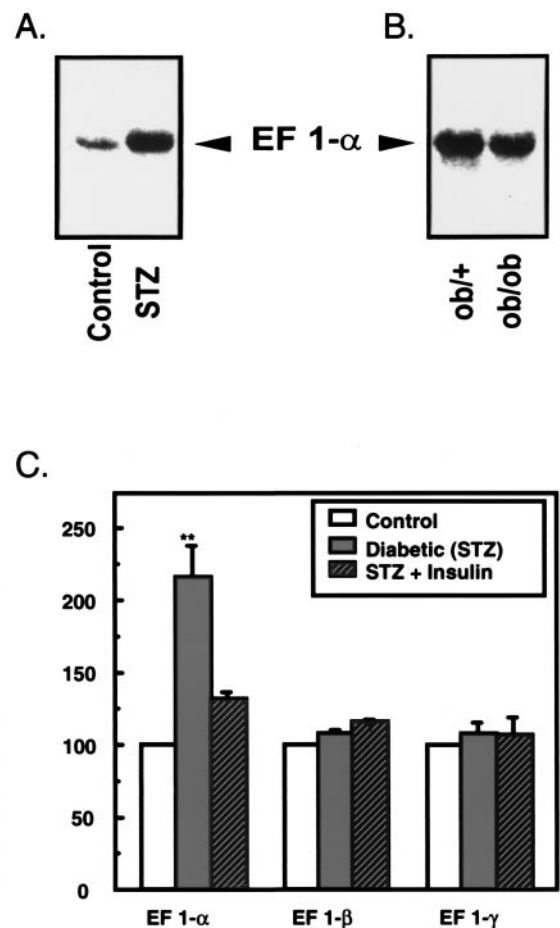 A.
B.
EF 1-α
Control
STZ
ob/+
ob/ob
C.
250
200
150
100
50
0
**
Control
Diabetic (STZ)
STZ + Insulin
EF 1-α
EF 1-β
EF 1-γ